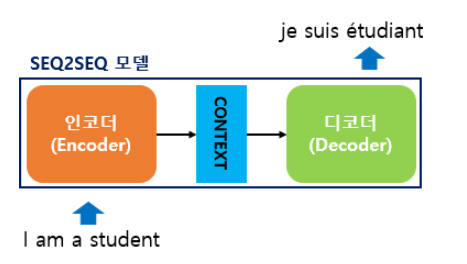 je suis étudiant
SEQ2SEQ 모델
인코더
(Encoder)
CONTEXT
디코더
(Decoder)
I am a student